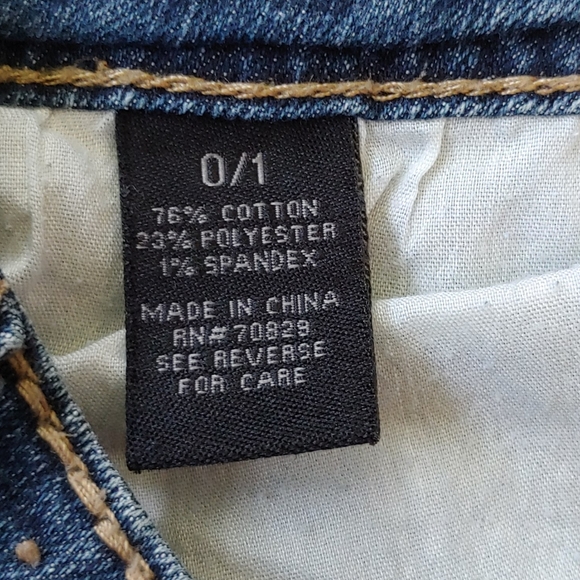 0/1
76% COTTON
23% POLYESTER
1% SPANDEX
MADE IN CHINA
RN# 70829
SEE REVERSE
FOR CARE